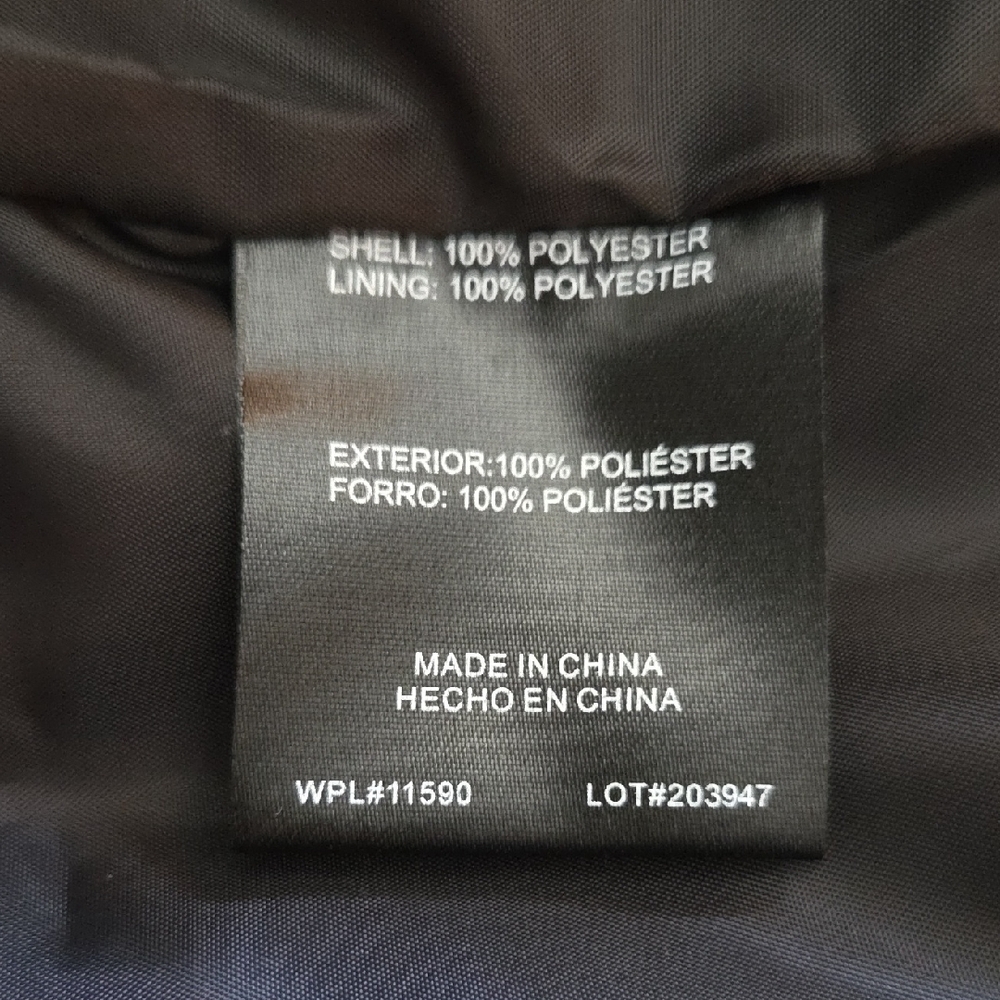 SHELL: 100% POLYESTER
LINING: 100% POLYESTER
EXTERIOR:100% POLIÉSTER
FORRO: 100% POLIÉSTER
MADE IN CHINA
HECHO EN CHINA
WPL#11590 LOT#203947